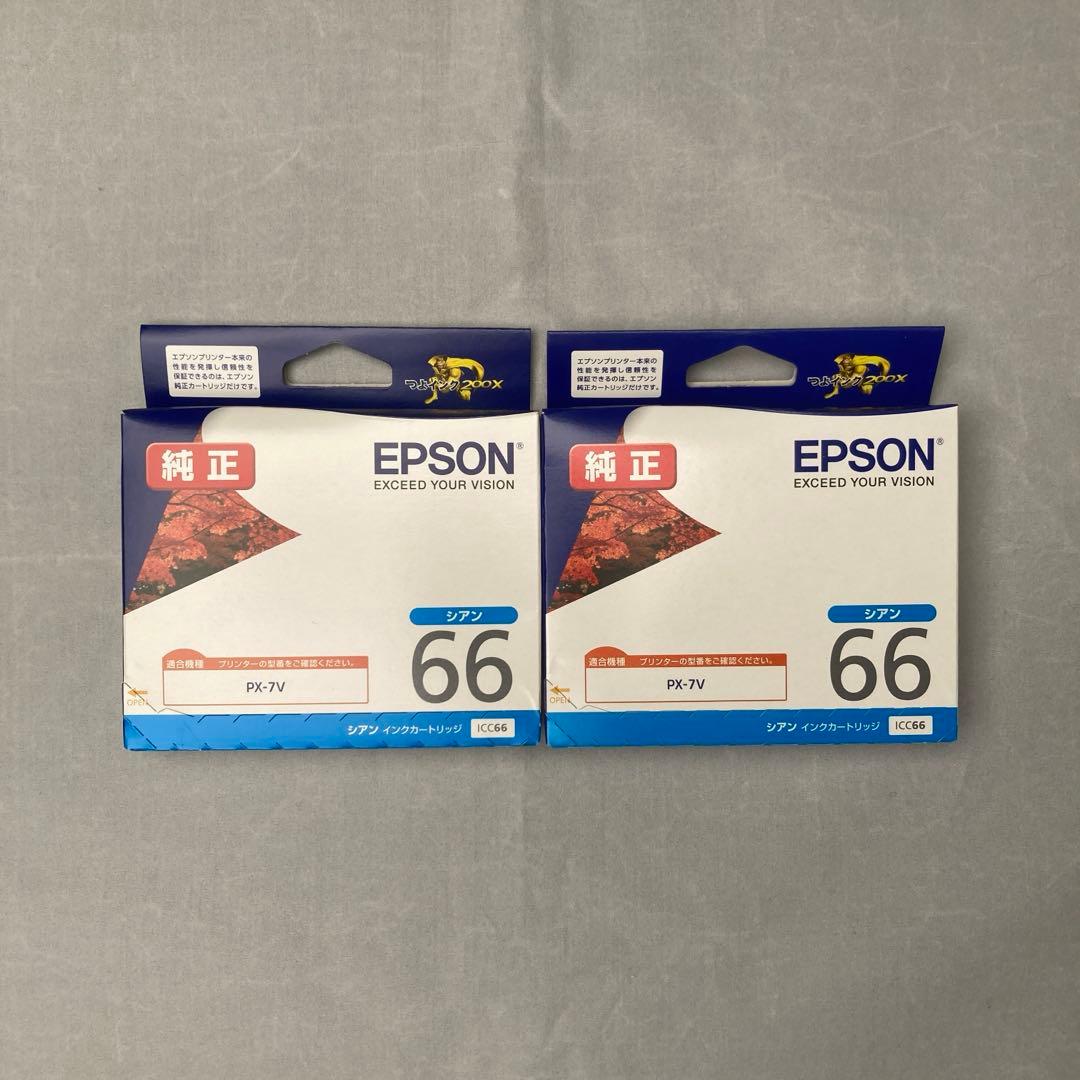 エプソンプリンター本来の
性能を発揮し信頼性を
保証できるのは、エプソン
純正カートリッジだけです。
つよインク200X
純正
EPSON®
EXCEED YOUR VISION
シアン
66
適合機種 プリンターの型番をご確認ください。
PX-7V
OPEN
シアン インクカートリッジ ICC66
エプソンプリンター本来の
性能を発揮し信頼性を
保証できるのは、エプソン
純正カートリッジだけです。
つよインク200X
純正
EPSON®
EXCEED YOUR VISION
シアン
66
適合機種 プリンターの型番をご確認ください。
PX-7V
OPEN
シアン インクカートリッジ ICC66